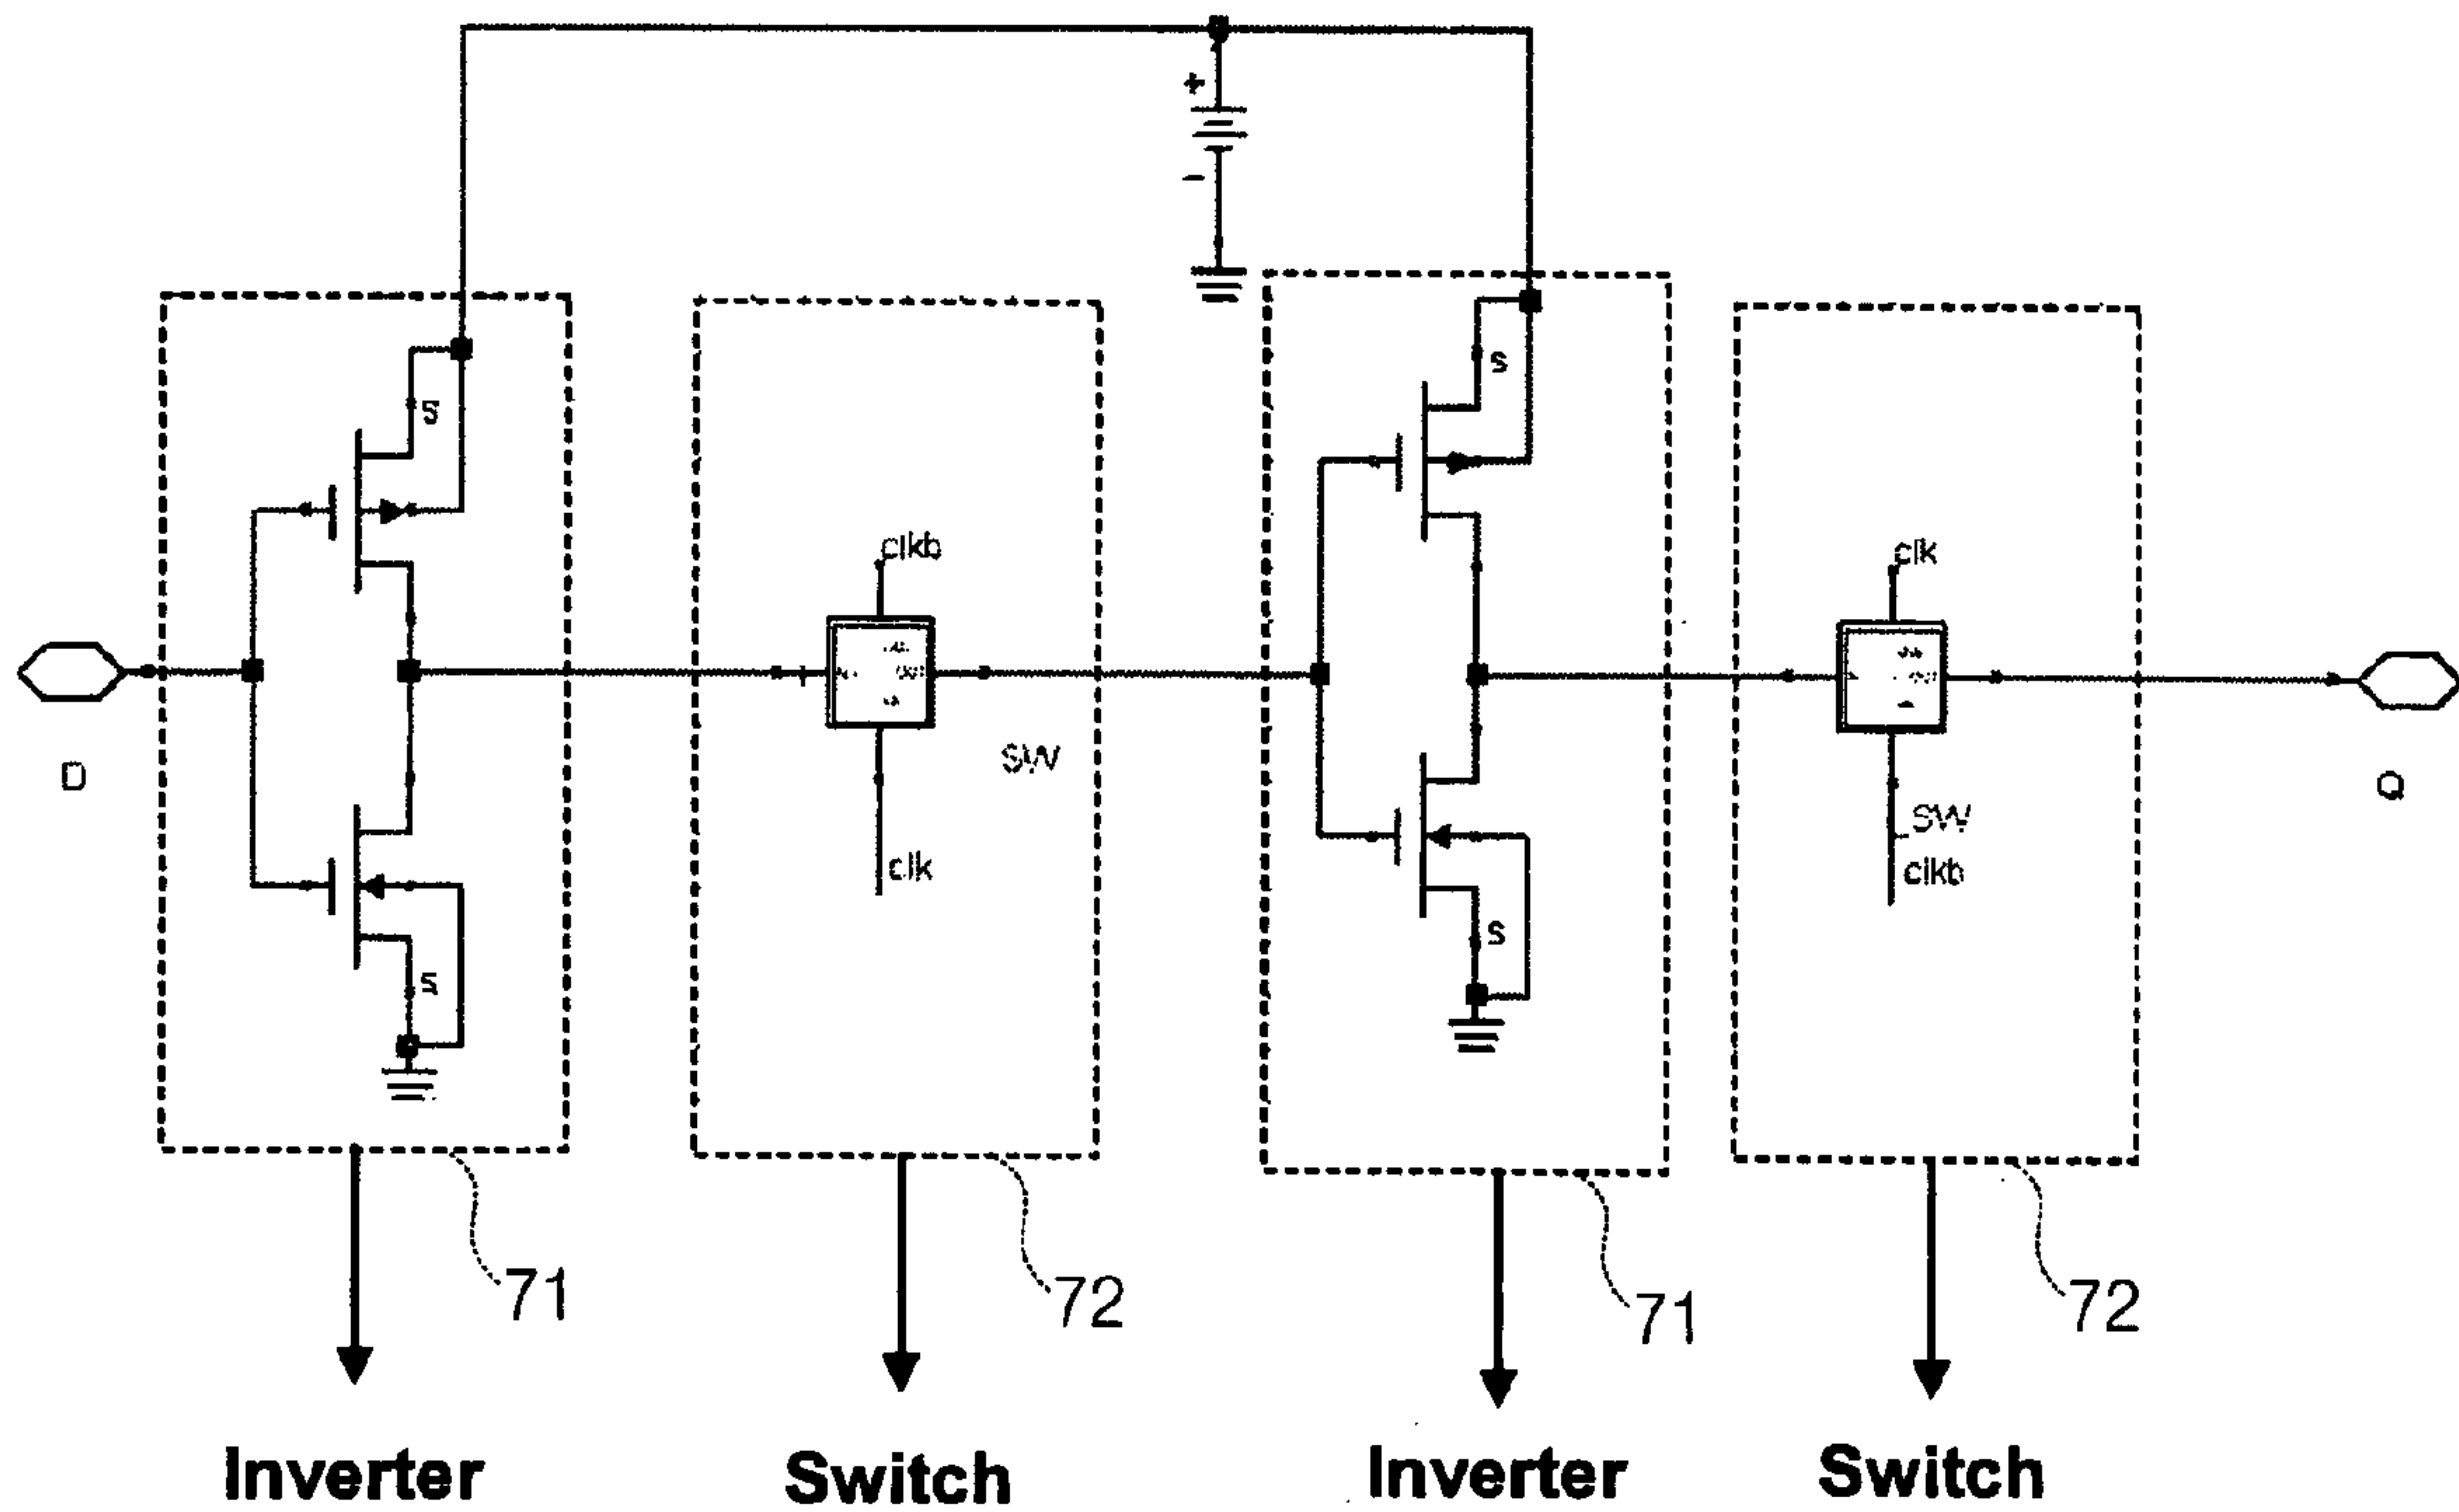 +
-
S
S
clkb
clk
D
SW
clk
S
S
SW
clkb
Q
71
72
71
72
Inverter
Switch
Inverter
Switch